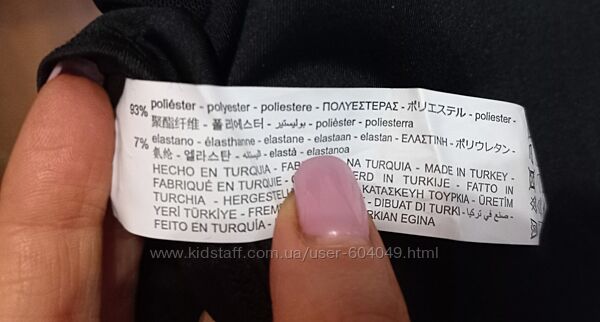 93% poliéster - polyester - poliestere - ΠΟΛΥΕΣΤΕΡΑΣ - ポリエステル - poliester -
聚酯纤维 - 폴리에스터 - بوليستير - polièster - poliesterra
7% elastano - élasthanne - elastane - elastaan - elastan - ΕΛΑΣΤΙΝΗ - ポリウレタン -
氨纶 - 엘라스탄 - - elastà - elastanoa
HECHO EN TURQUIA - FAB NA TURQUIA - MADE IN TURKEY -
FABRIQUÉ EN TURQUIE - ERD IN TURKIJE - FATTO IN
TURCHIA - HERGESTELL ΚΑΤΑΣΚΕΥΗ ΤΟΥΡΚΙΑ - ÜRETİM
YERİ TÜRKİYE - FREM - DIBUAT DI TURKI - صنع في تركيا -
FEITO EN TURQUÍA - RKIAN EGINA
www.kidstaff.com.ua/user-604049.html